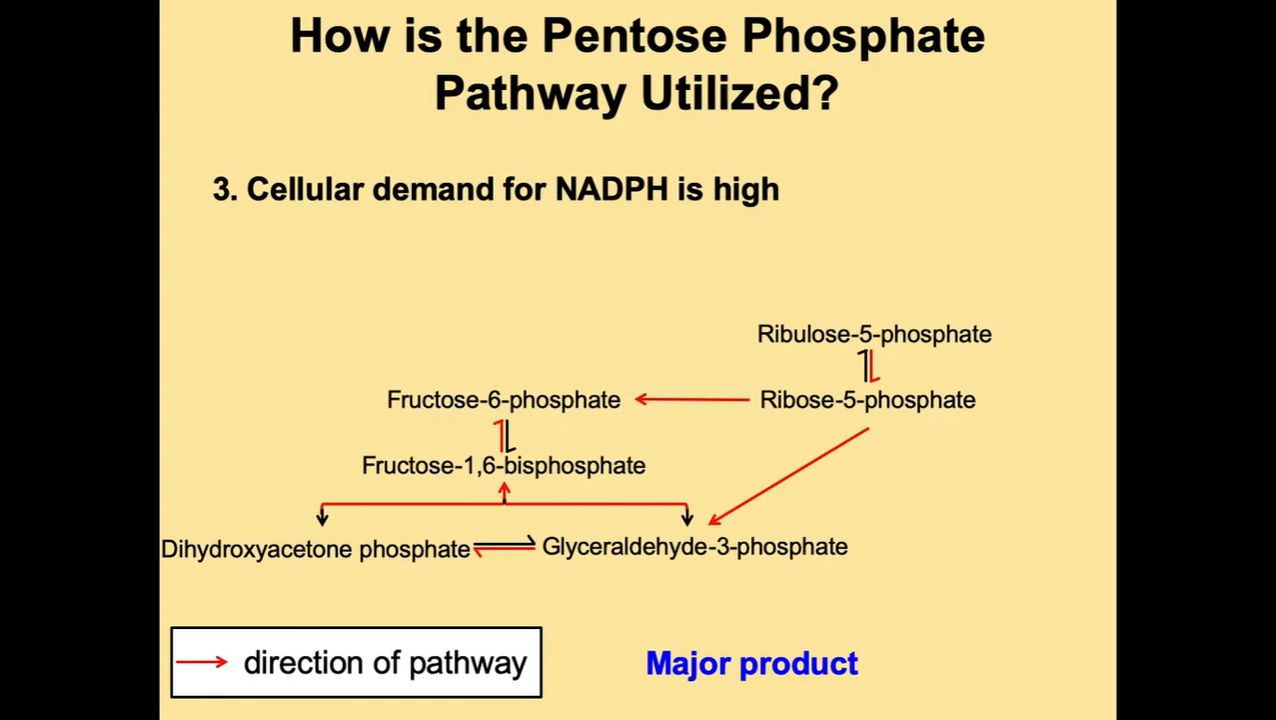 How is the Pentose Phosphate
Pathway Utilized?
3. Cellular demand for NADPH is high
Ribulose-5-phosphate
Fructose-6-phosphate
Ribose-5-phosphate
Fructose-1,6-bisphosphate
Dihydroxyacetone phosphate
Glyceraldehyde-3-phosphate
direction of pathway
Major product